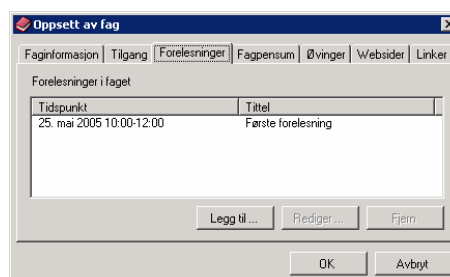 Oppsett av fag
Faginformasjon Tilgang Forelesninger Fagpensum Øvinger Websider Linker
Forelesninger i faget
Tidspunkt Tittel
25. mai 2005 10:00-12:00 Første forelesning
Legg til ... Rediger ... Fjern
OK Avbryt